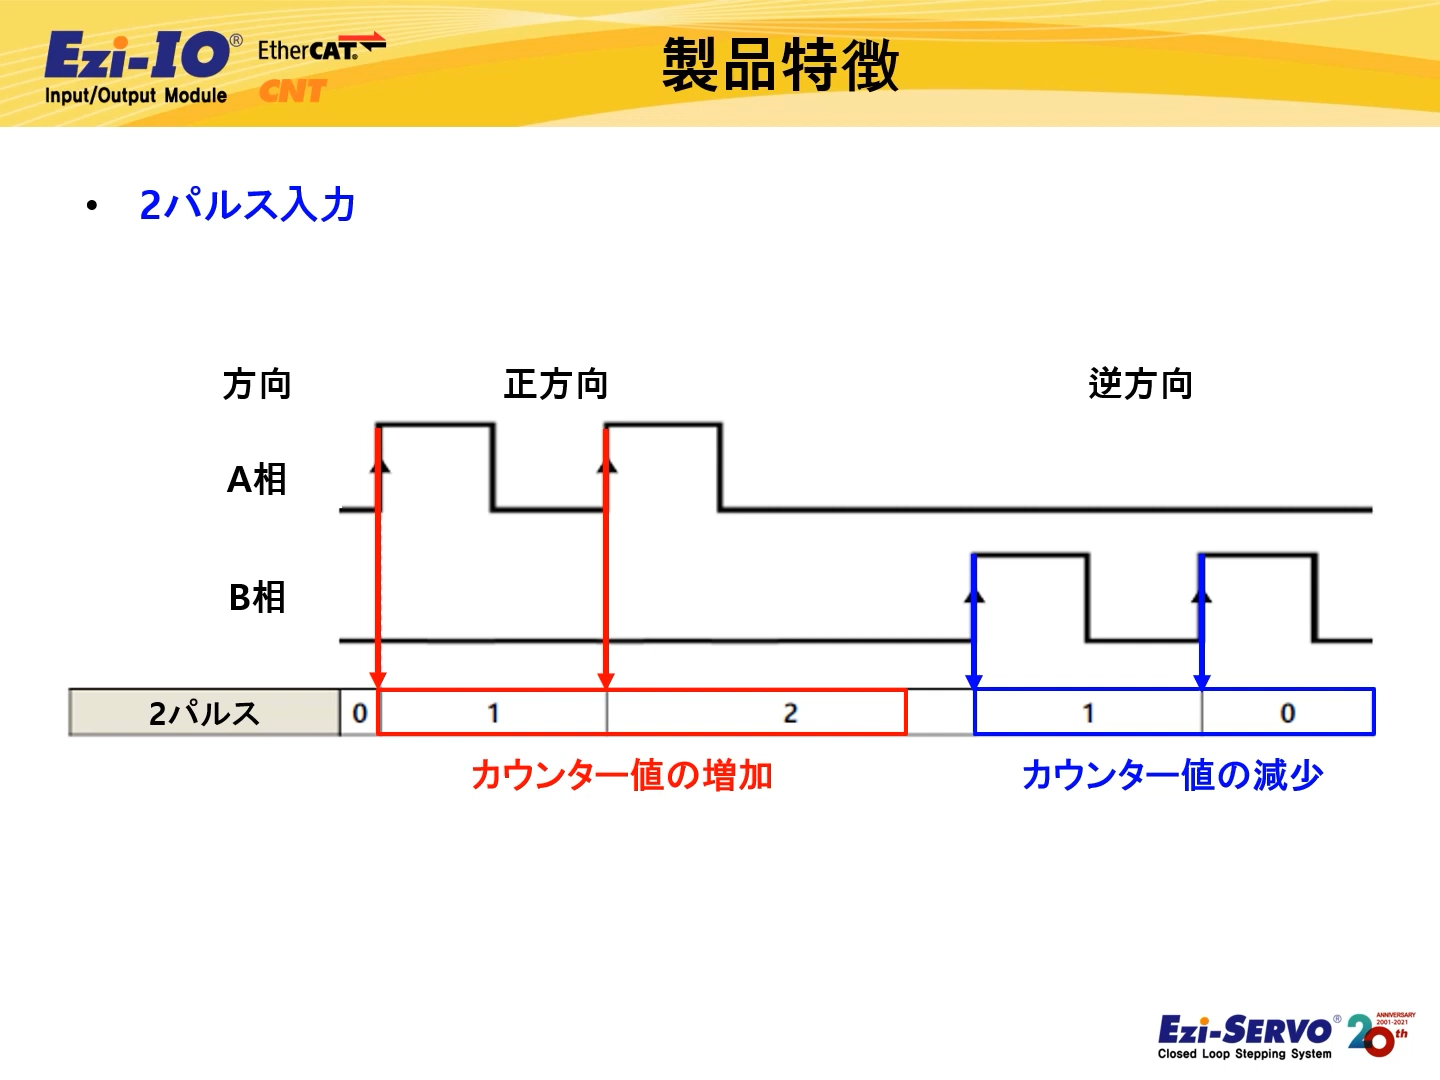 Ezi-IO®
Input/Output Module
EtherCAT®
CNT
製品特徴
• 2パルス入力
方向 正方向 逆方向
A相
B相
2パルス 0 1 2 1 0
カウンター値の増加 カウンター値の減少
Ezi-SERVO®
Closed Loop Stepping System
20th
ANNIVERSARY
2001-2021